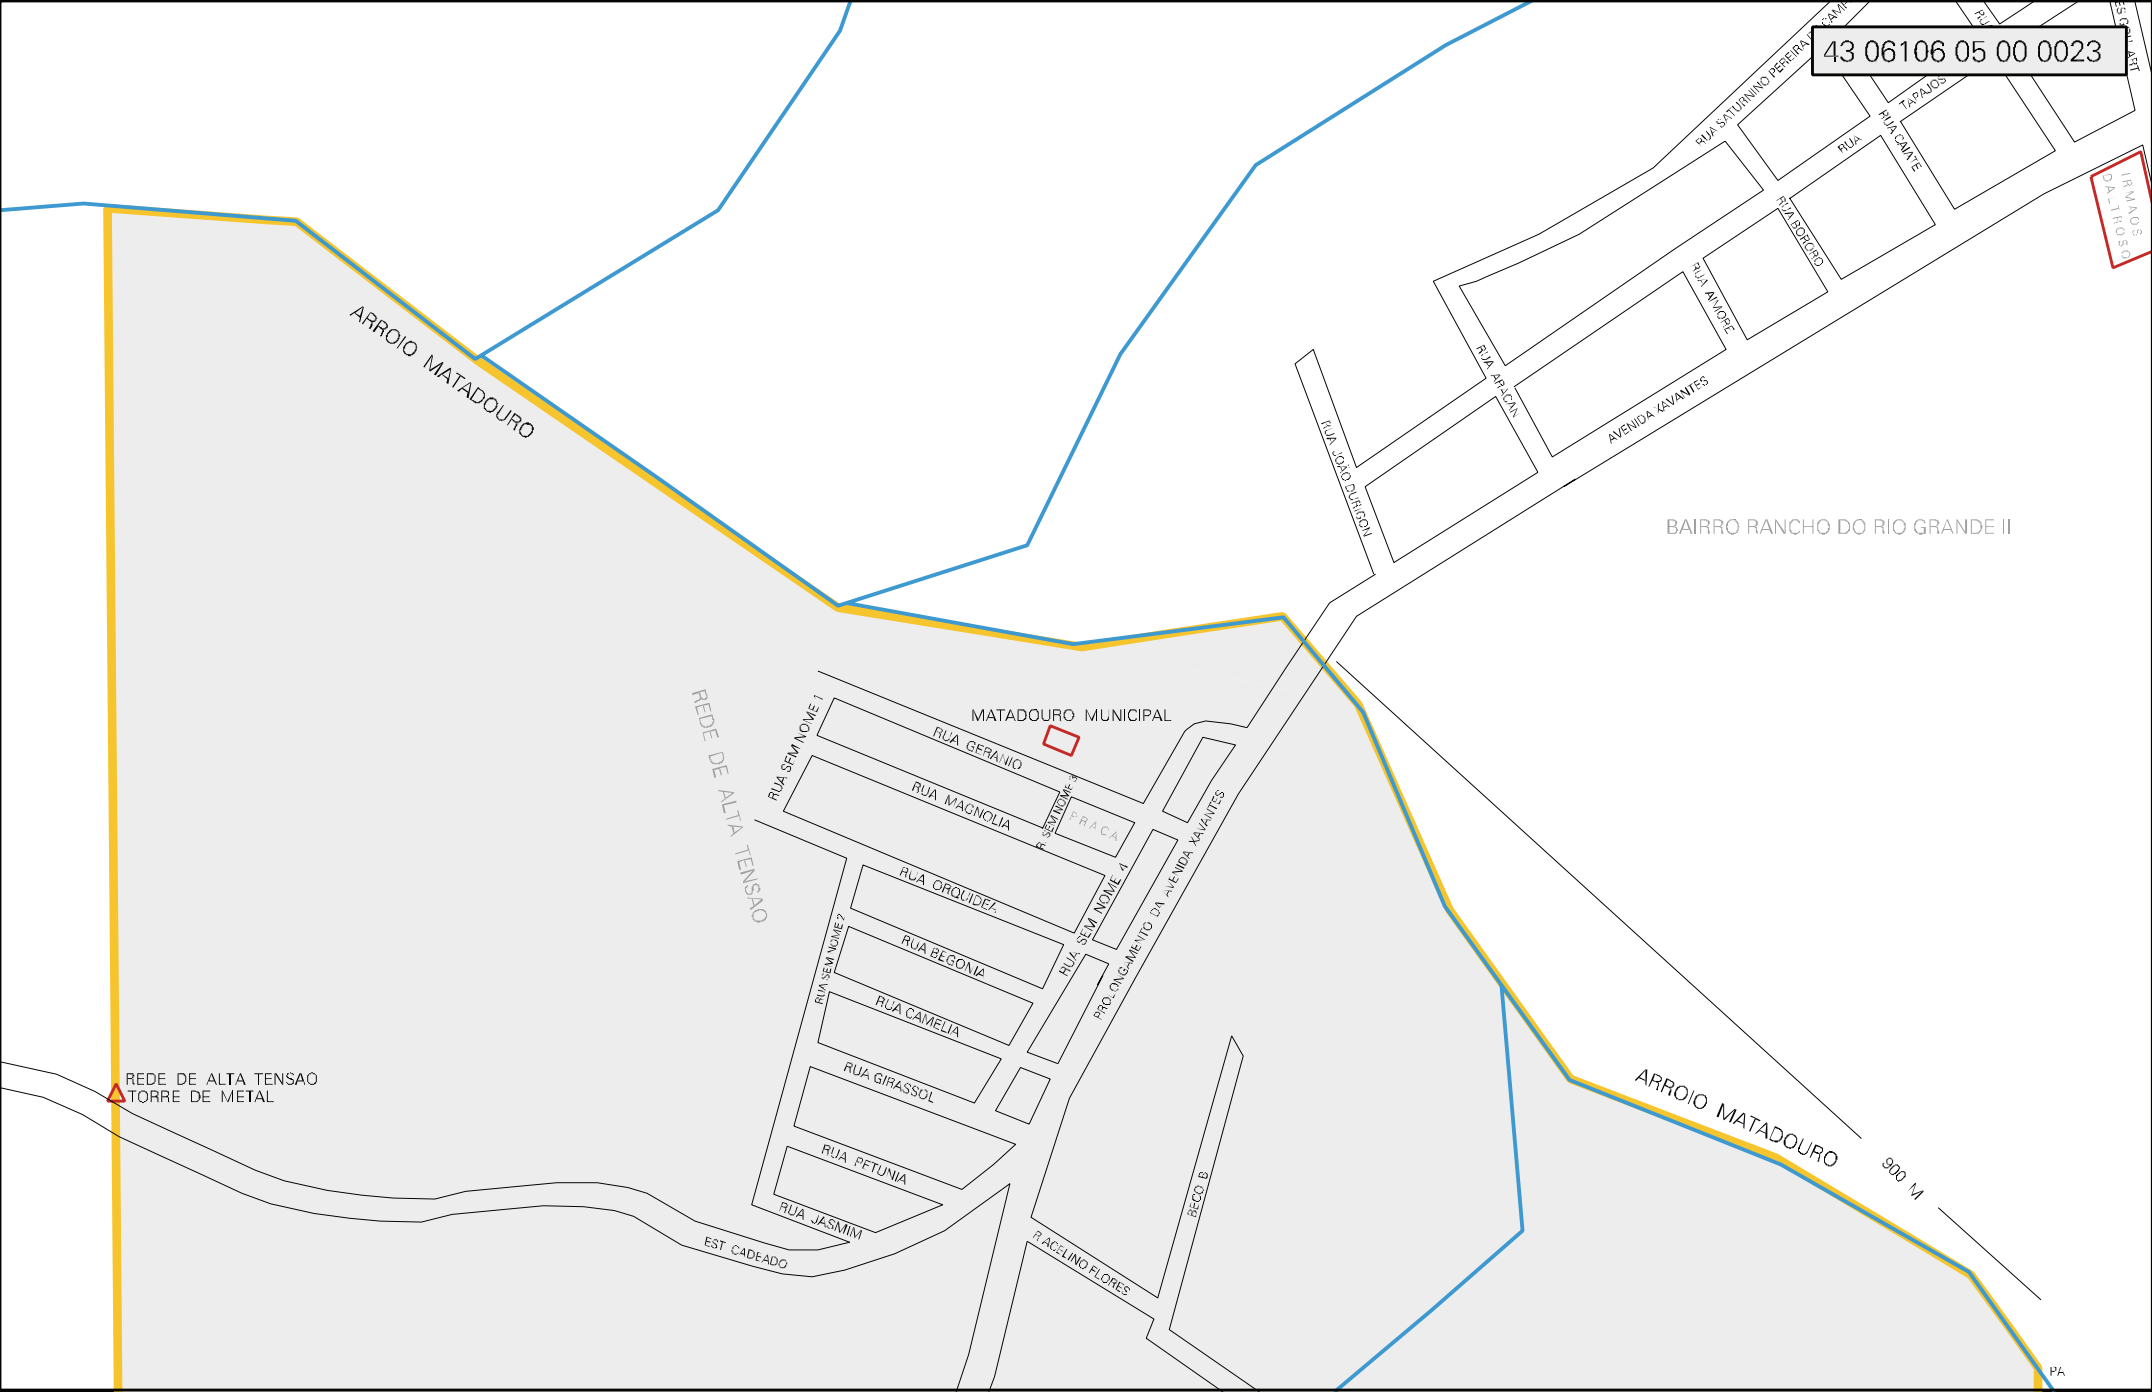 43 06106 05 00 0023
RUA SATURNINO PEREIRA
TAPAJOS
RUA
RUA CAIATE
IRMAOS
DALTROSO
RUA BORORO
RUA AIMORE
RUA ARACAN
AVENIDA XAVANTES
RUA JOÃO DURIGON
BAIRRO RANCHO DO RIO GRANDE II
ARROIO MATADOURO
REDE DE ALTA TENSAO
MATADOURO MUNICIPAL
RUA SEM NOME 1
RUA GERANIO
RUA MAGNOLIA
R. SEM NOME 3
PRACA
RUA ORQUIDEA
RUA SEM NOME 4
PROLONGAMENTO DA AVENIDA XAVANTES
RUA SEM NOME 2
RUA BEGONIA
RUA CAMELIA
RUA GIRASSOL
RUA PETUNIA
RUA JASMIM
EST CADEADO
REDE DE ALTA TENSAO
TORRE DE METAL
R ACELINO FLORES
BECO B
ARROIO MATADOURO
900 M
PA